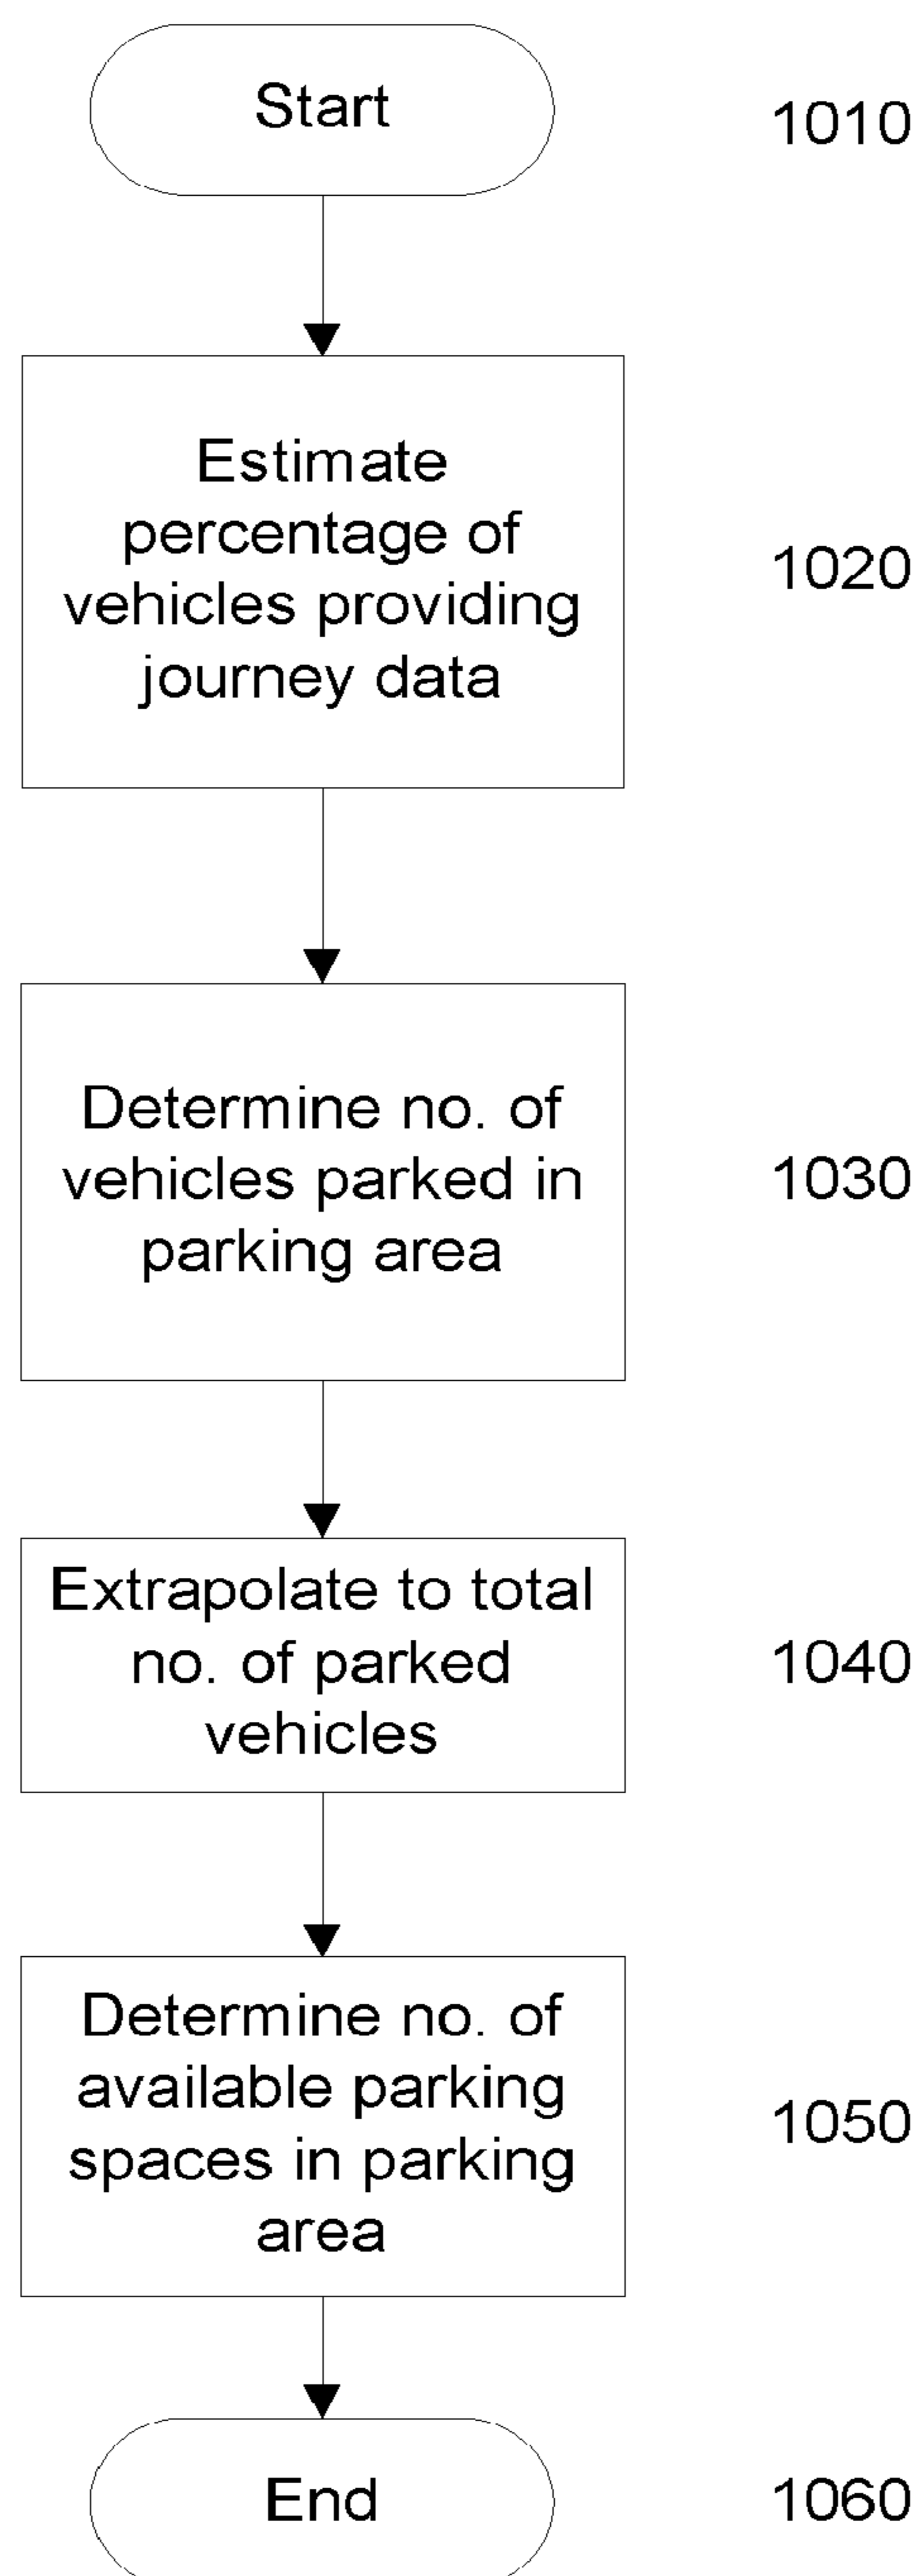 Start
1010
Estimate
percentage of
vehicles providing
journey data
1020
Determine no. of
vehicles parked in
parking area
1030
Extrapolate to total
no. of parked
vehicles
1040
Determine no. of
available parking
spaces in parking
area
1050
End
1060